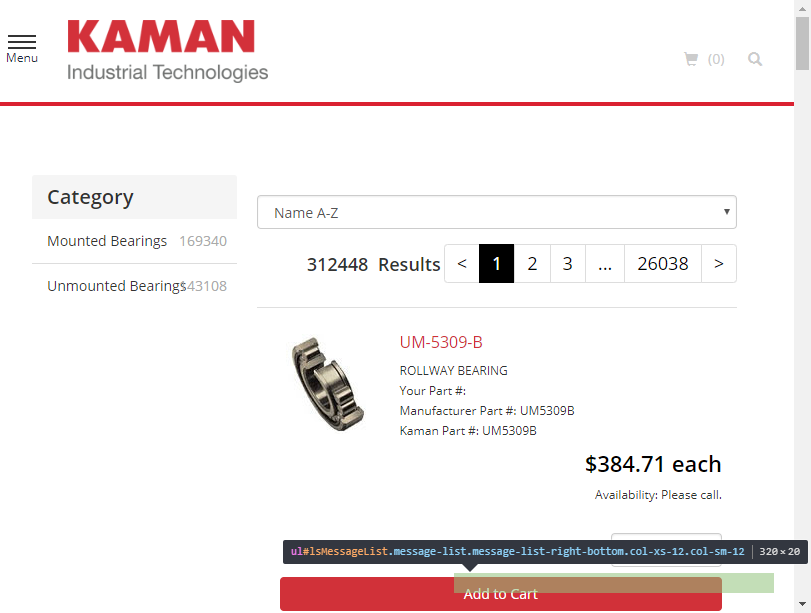 KAMAN
Industrial Technologies
Menu
(0)
Category
Mounted Bearings 169340
Unmounted Bearings 143108
Name A-Z
312448 Results < 1 2 3 ... 26038 >
UM-5309-B
ROLLWAY BEARING
Your Part #:
Manufacturer Part #: UM5309B
Kaman Part #: UM5309B
$384.71 each
Availability: Please call.
ul#lsMessageList.message-list.message-list-right-bottom.col-xs-12.col-sm-12 320×20
Add to Cart